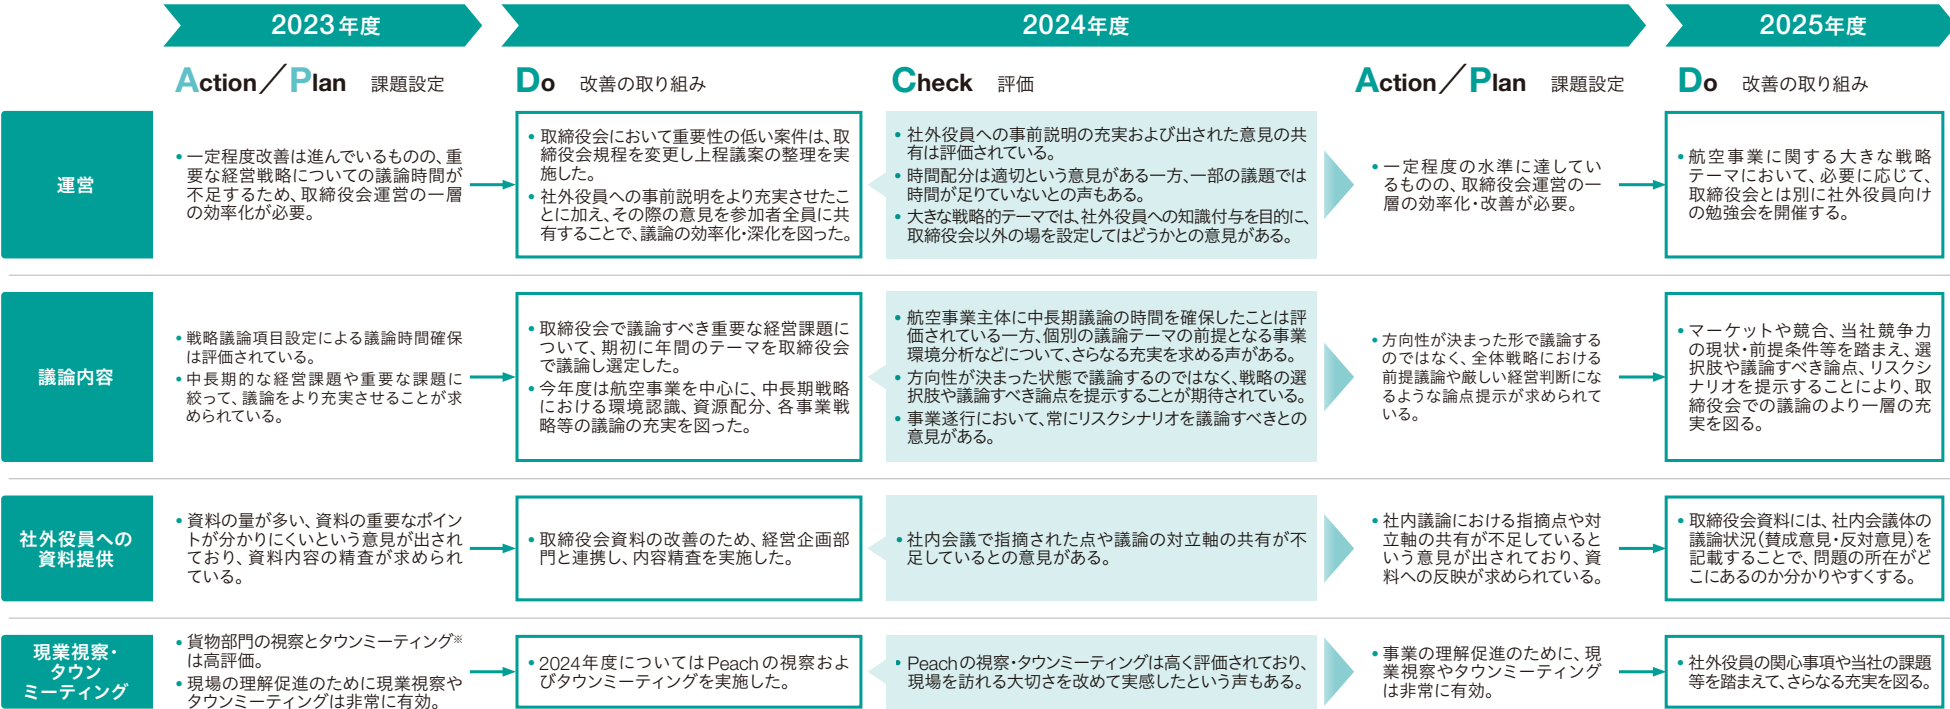 2023年度
2024年度
2025年度
Action／Plan 課題設定
Do 改善の取り組み
Check 評価
Action／Plan 課題設定
Do 改善の取り組み
運営
• 一定程度改善は進んでいるものの、重
要な経営戦略についての議論時間が
不足するため、取締役会運営の一層
の効率化が必要。
• 取締役会において重要性の低い案件は、取
締役会規程を変更し上程議案の整理を実
施した。
• 社外役員への事前説明をより充実させたこ
とに加え、その際の意見を参加者全員に共
有することで、議論の効率化・深化を図った。
• 社外役員への事前説明の充実および出された意見の共
有は評価されている。
• 時間配分は適切という意見がある一方、一部の議題では
時間が足りていないとの声もある。
• 大きな戦略的テーマでは、社外役員への知識付与を目的に、
取締役会以外の場を設定してはどうかとの意見がある。
• 一定程度の水準に達してい
るものの、取締役会運営の一
層の効率化・改善が必要。
• 航空事業に関する大きな戦略
テーマにおいて、必要に応じて、
取締役会とは別に社外役員向け
の勉強会を開催する。
議論内容
• 戦略議論項目設定による議論時間確保
は評価されている。
• 中長期的な経営課題や重要な課題に
絞って、議論をより充実させることが求
められている。
• 取締役会で議論すべき重要な経営課題に
ついて、期初に年間のテーマを取締役会
で議論し選定した。
• 今年度は航空事業を中心に、中長期戦略
における環境認識、資源配分、各事業戦
略等の議論の充実を図った。
• 航空事業主体に中長期議論の時間を確保したことは評
価されている一方、個別の議論テーマの前提となる事業
環境分析などについて、さらなる充実を求める声がある。
• 方向性が決まった状態で議論するのではなく、戦略の選
択肢や議論すべき論点を提示することが期待されている。
• 事業遂行において、常にリスクシナリオを議論すべきとの
意見がある。
• 方向性が決まった形で議論する
のではなく、全体戦略における
前提議論や厳しい経営判断にな
るような論点提示が求められて
いる。
• マーケットや競合、当社競争力
の現状・前提条件等を踏まえ、選
択肢や議論すべき論点、リスクシ
ナリオを提示することにより、取
締役会での議論のより一層の充
実を図る。
社外役員への
資料提供
• 資料の量が多い、資料の重要なポイン
トが分かりにくいという意見が出され
ており、資料内容の精査が求められ
ている。
• 取締役会資料の改善のため、経営企画部
門と連携し、内容精査を実施した。
• 社内会議で指摘された点や議論の対立軸の共有が不
足しているとの意見がある。
• 社内議論における指摘点や対
立軸の共有が不足していると
いう意見が出されており、資
料への反映が求められている。
• 取締役会資料には、社内会議体の
議論状況（賛成意見・反対意見）を
記載することで、問題の所在がど
こにあるのか分かりやすくする。
現業視察・
タウン
ミーティング
• 貨物部門の視察とタウンミーティング※
は高評価。
• 現場の理解促進のために現業視察や
タウンミーティングは非常に有効。
• 2024年度についてはPeachの視察およ
びタウンミーティングを実施した。
• Peachの視察・タウンミーティングは高く評価されており、
現場を訪れる大切さを改めて実感したという声もある。
• 事業の理解促進のために、現
業視察やタウンミーティング
は非常に有効。
• 社外役員の関心事項や当社の課題
等を踏まえて、さらなる充実を図る。